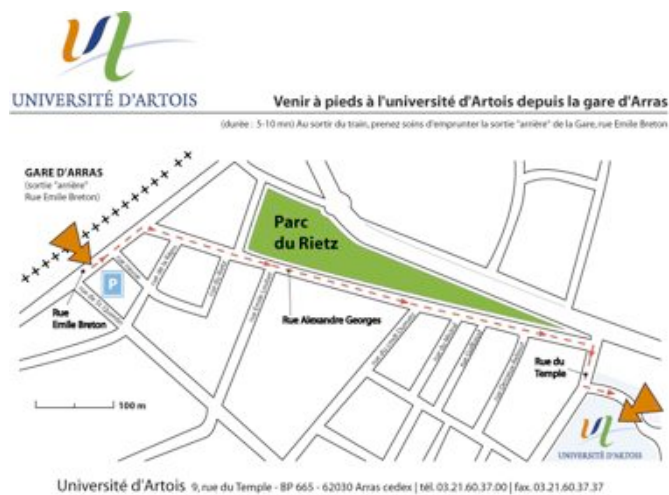 UNIVERSITÉ D'ARTOIS
Venir à pieds à l'université d'Artois depuis la gare d'Arras
(durée : 5-10 mn) Au sortir du train, prenez soins d'emprunter la sortie "arrière" de la Gare, rue Emile Breton
GARE D'ARRAS
(sortie "arrière"
Rue Emile Breton)
Parc
du Rietz
P
Rue
Emile Breton
Rue Alexandre Georges
Rue du
Temple
100 m
UNIVERSITÉ D'ARTOIS
Université d'Artois 9, rue du Temple - BP 665 - 62030 Arras cedex | tél. 03.21.60.37.00 | fax. 03.21.60.37.37